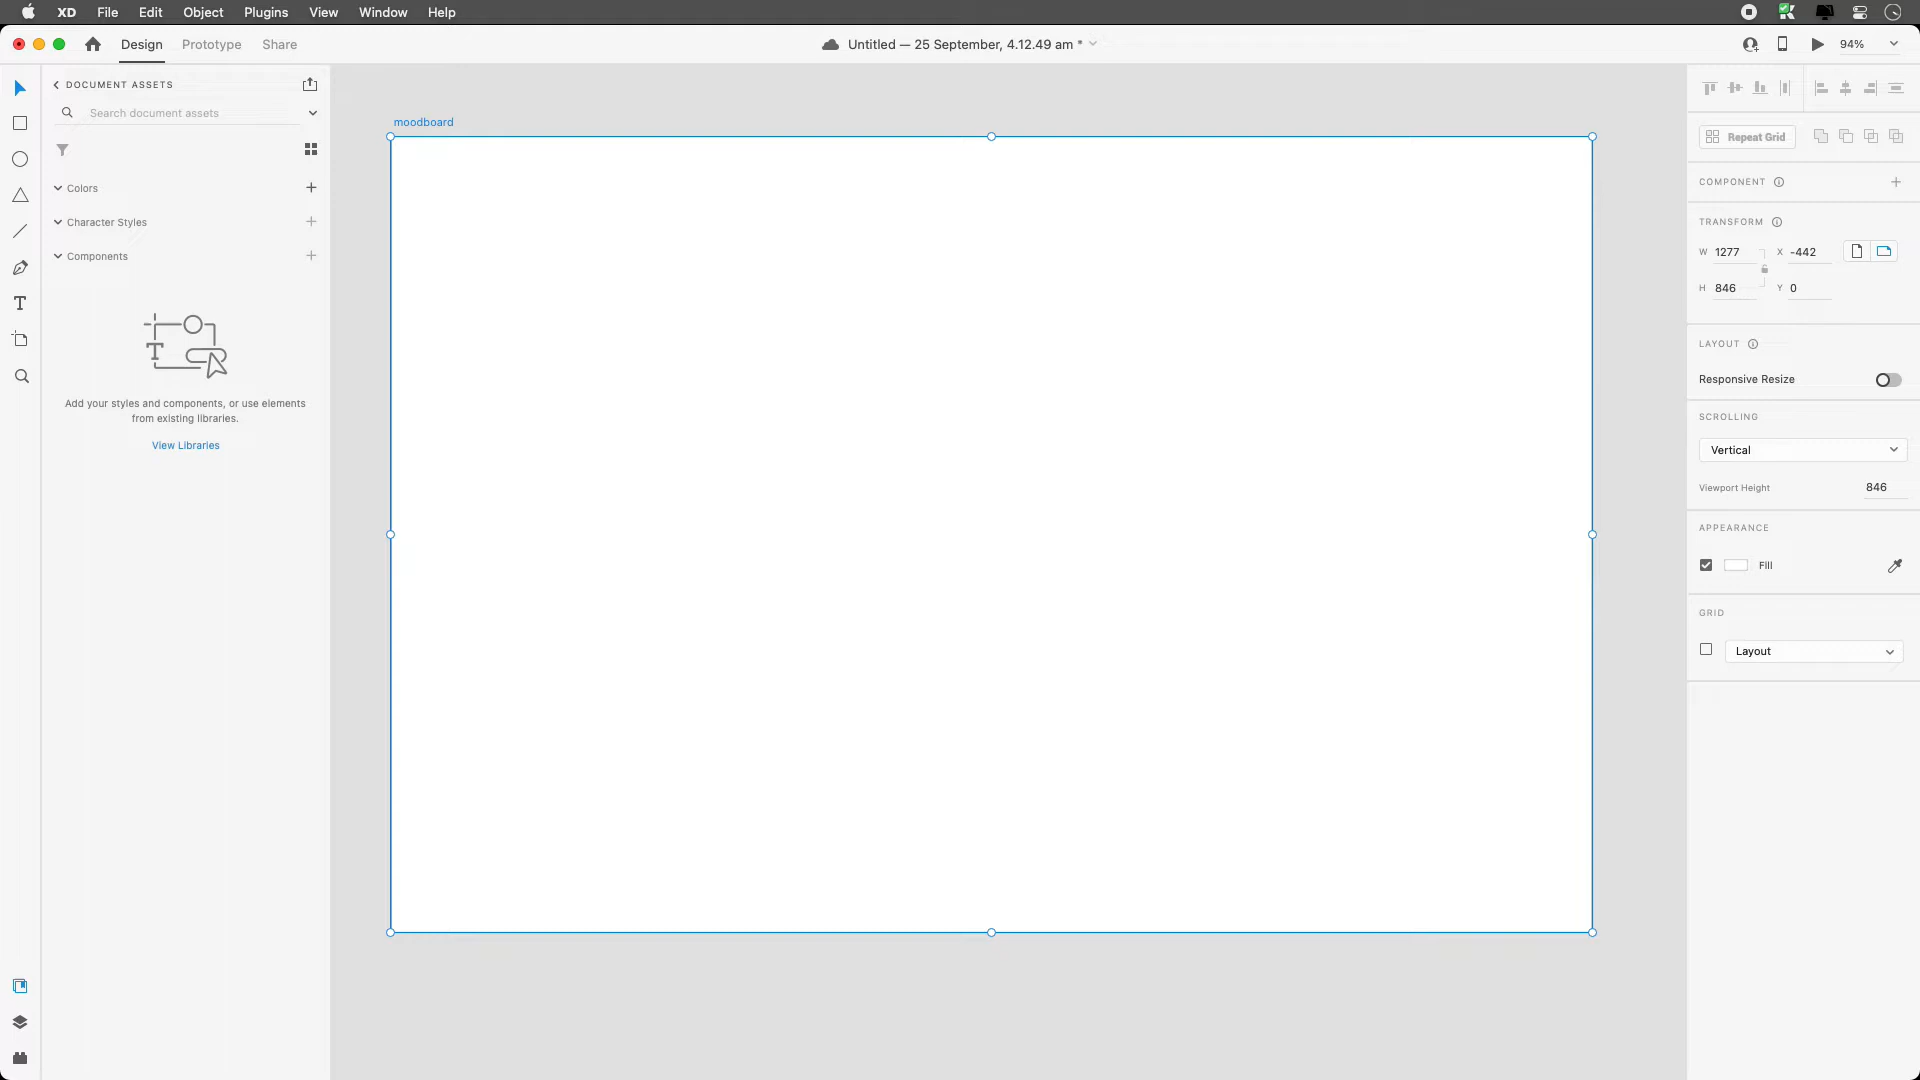 XD File Edit Object Plugins View Window Help
Design Prototype Share
Untitled — 25 September, 4.12.49 am *
94%
DOCUMENT ASSETS
Search document assets
Colors
Character Styles
Components
Add your styles and components, or use elements
from existing libraries.
View Libraries
moodboard
Repeat Grid
COMPONENT
TRANSFORM
W 1277 X -442
H 846 Y 0
LAYOUT
Responsive Resize
SCROLLING
Vertical
Viewport Height 846
APPEARANCE
Fill
GRID
Layout